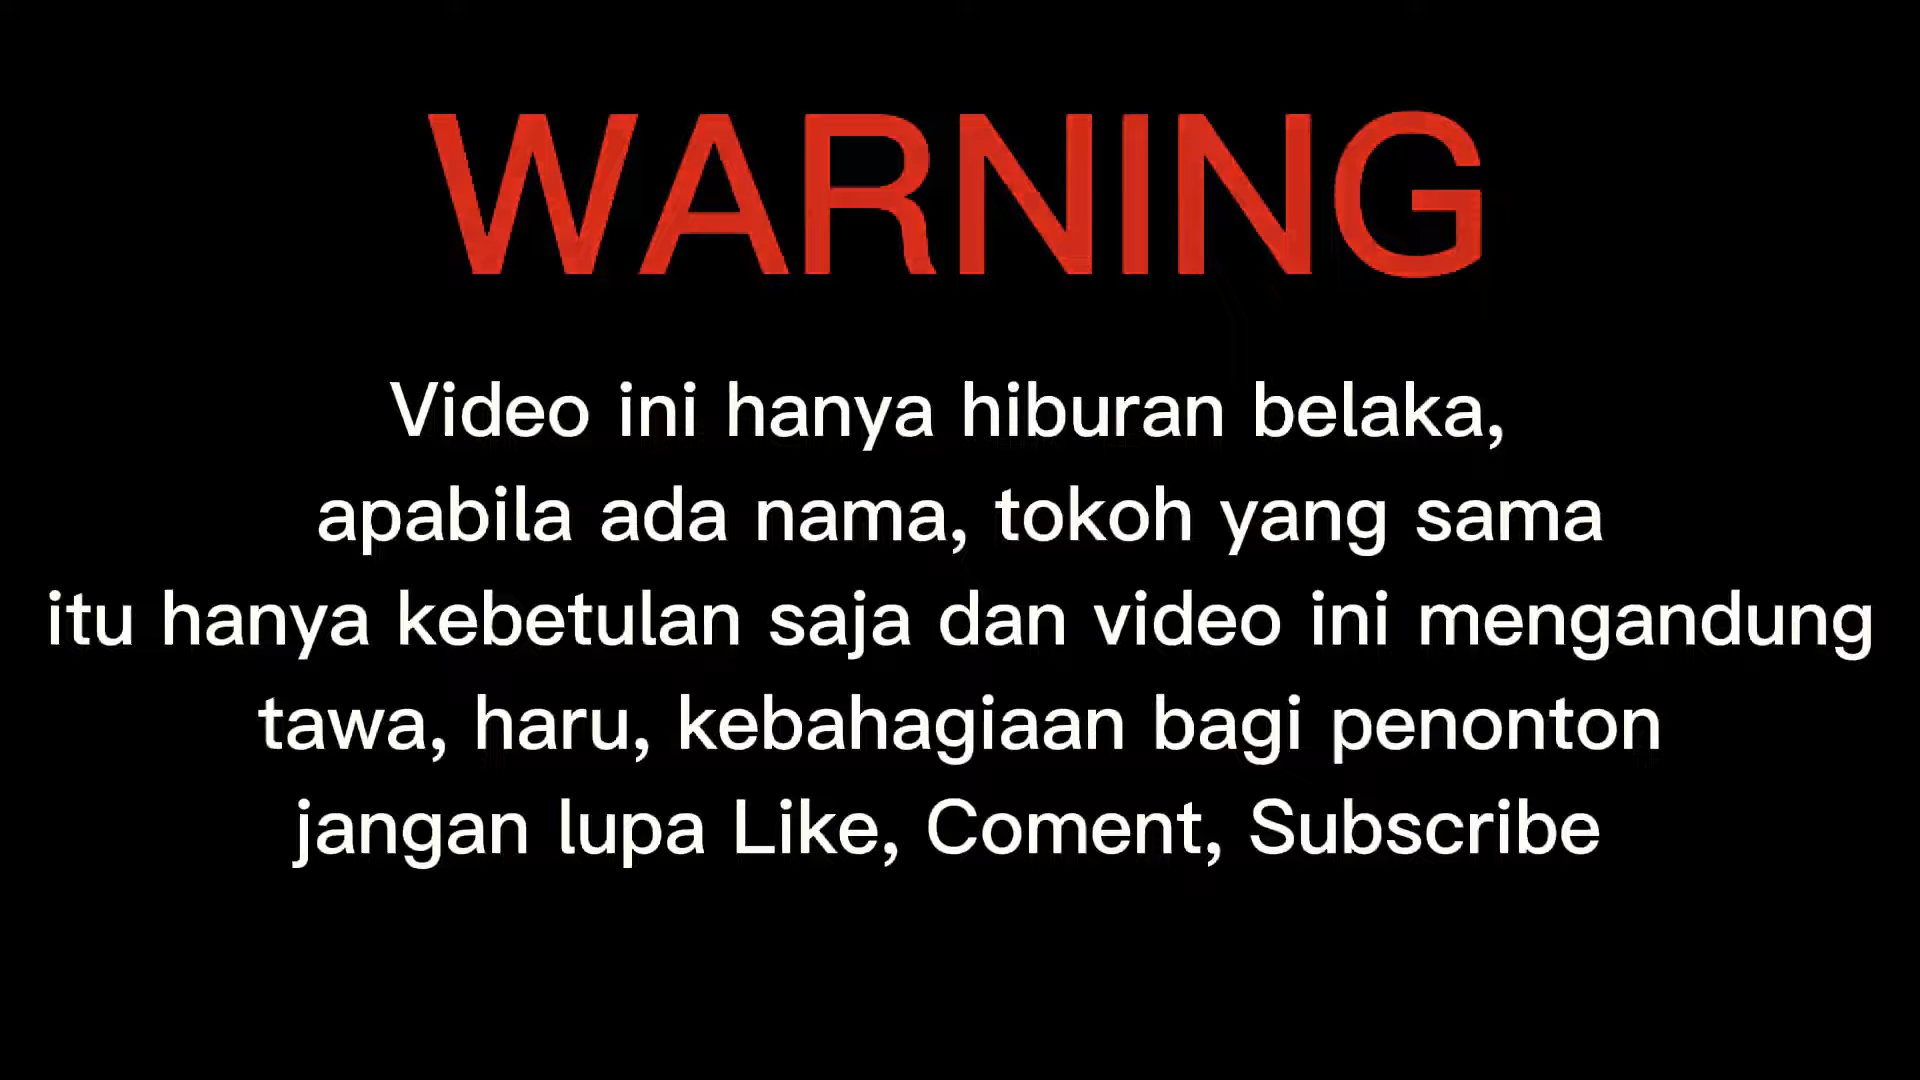 WARNING
Video ini hanya hiburan belaka,
apabila ada nama, tokoh yang sama
itu hanya kebetulan saja dan video ini mengandung
tawa, haru, kebahagiaan bagi penonton
jangan lupa Like, Coment, Subscribe